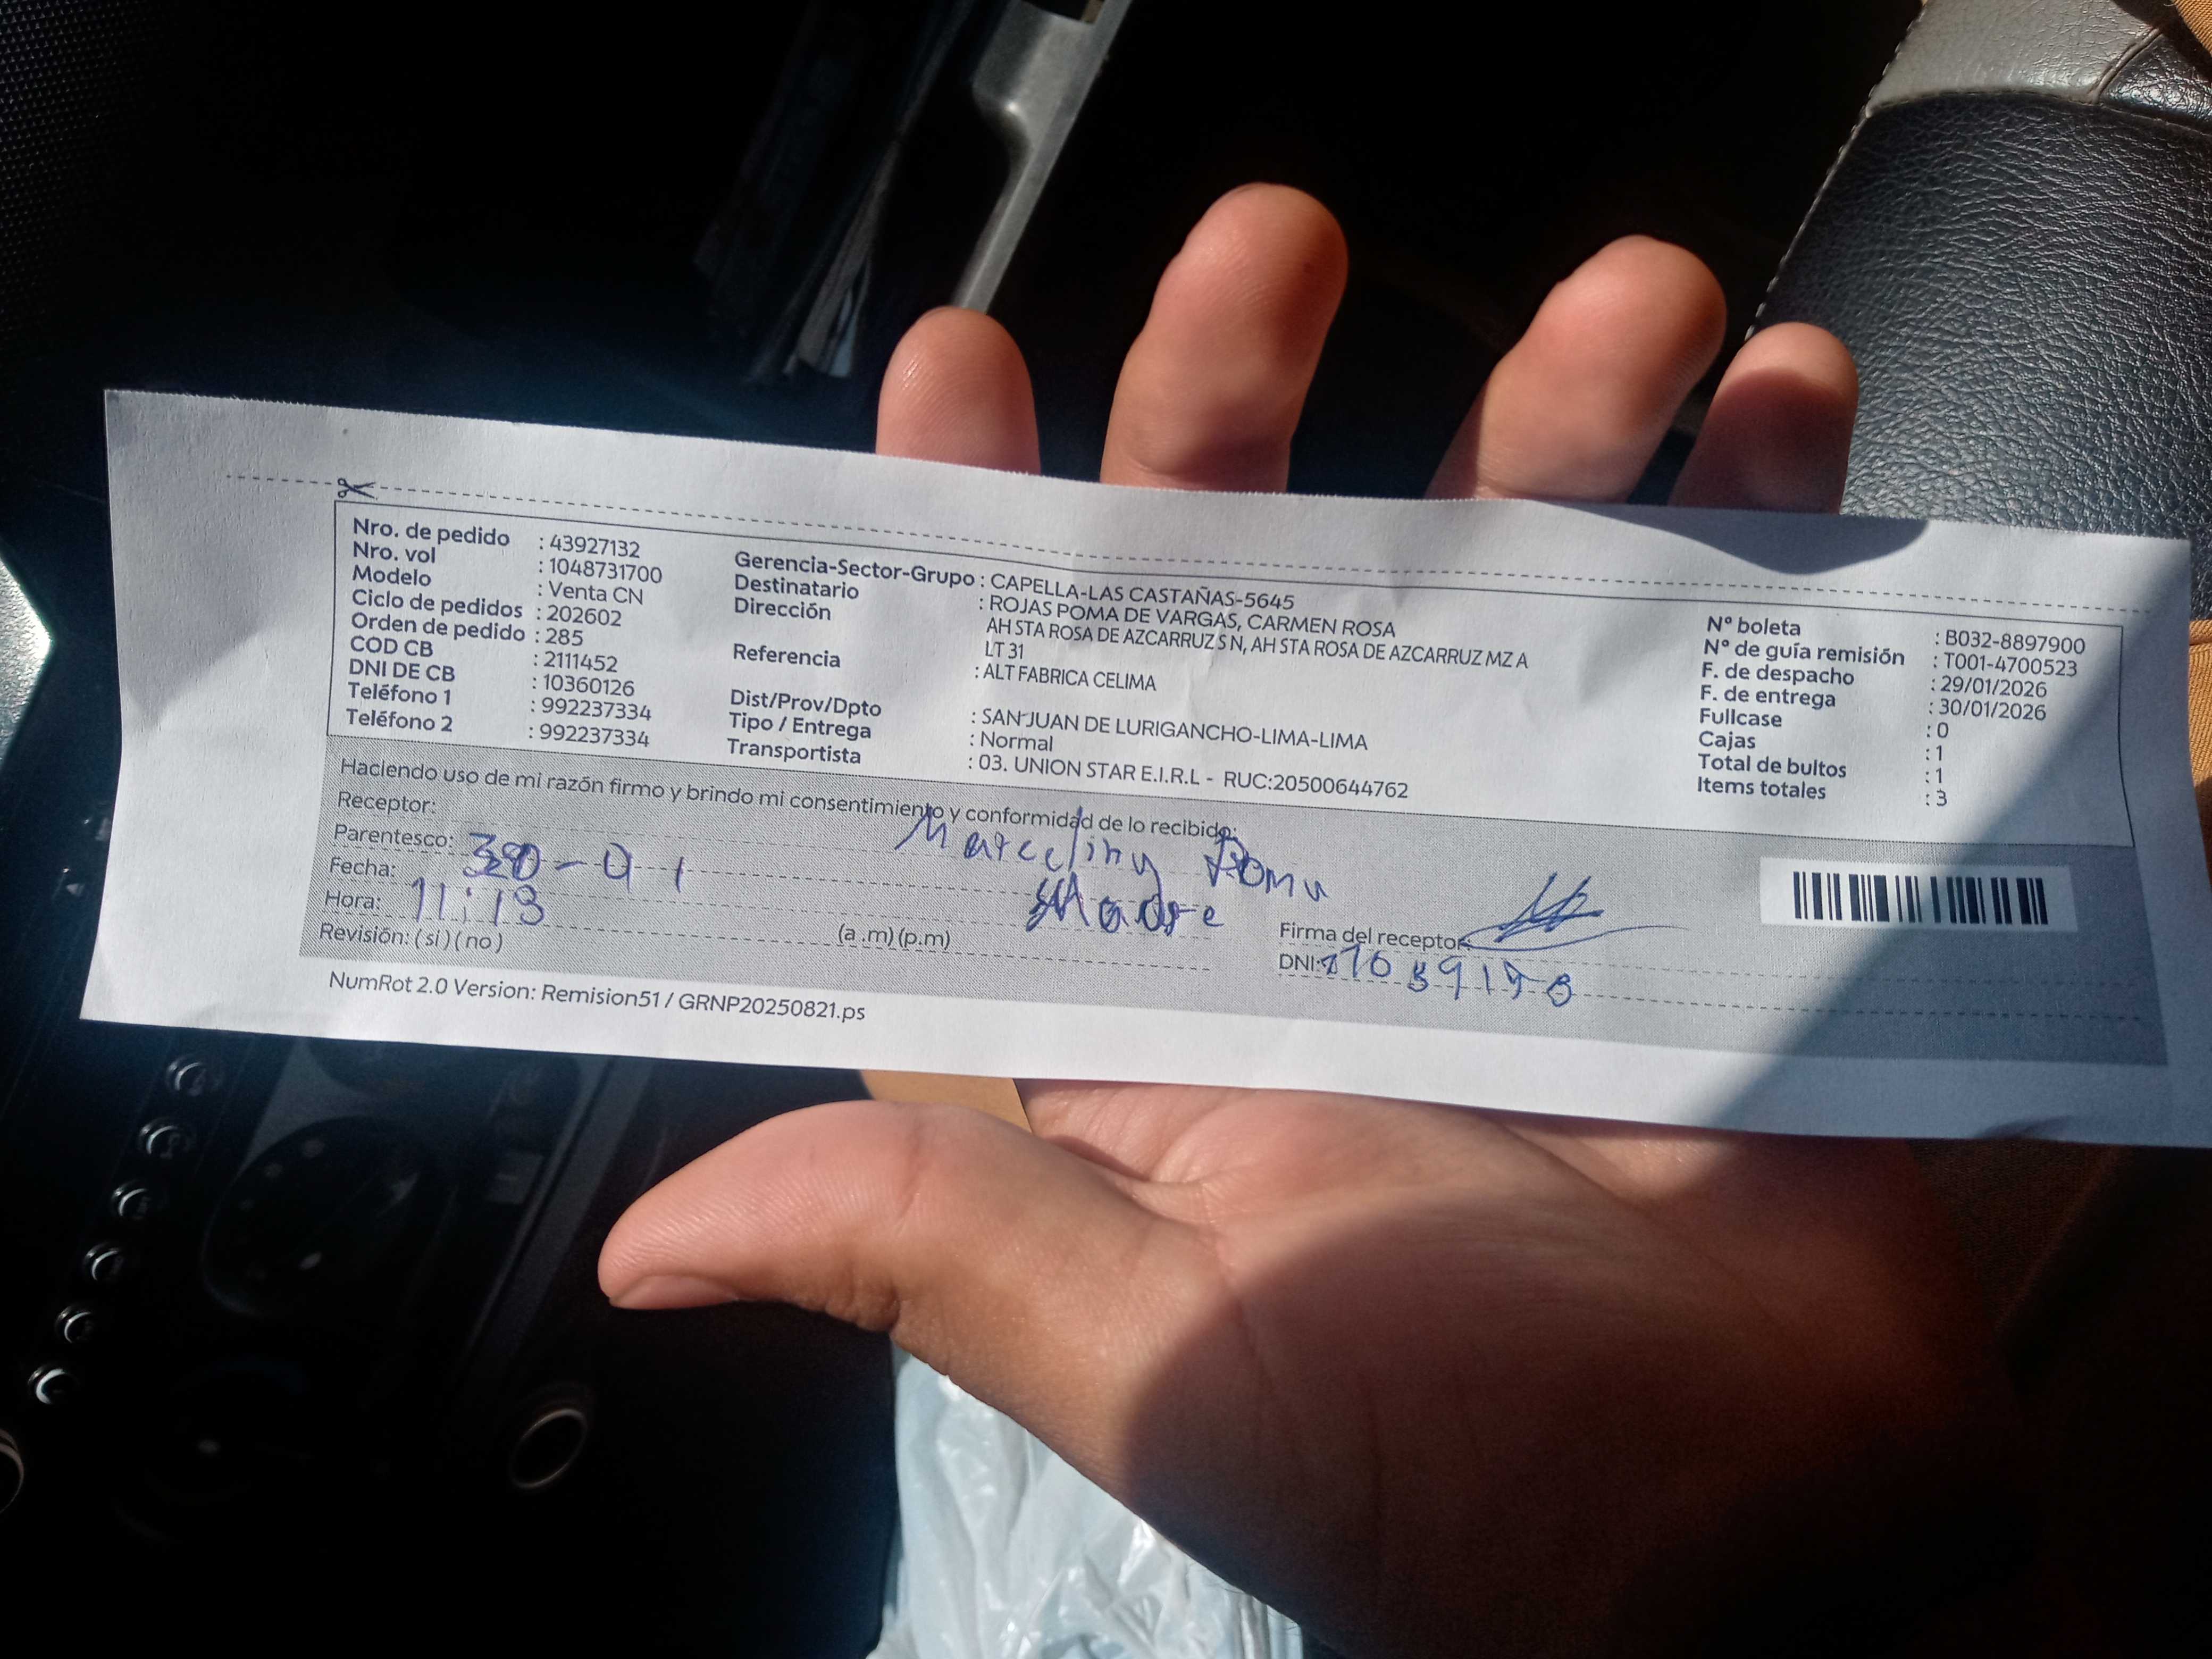 Nro. de pedido : 43927132
Nro. vol : 1048731700
Modelo : Venta CN
Ciclo de pedidos : 202602
Orden de pedido : 285
COD CB : 2111452
DNI DE CB : 10360126
Teléfono 1 : 992237334
Teléfono 2 : 992237334
Gerencia-Sector-Grupo : CAPELLA-LAS CASTAÑAS-5645
Destinatario : ROJAS POMA DE VARGAS, CARMEN ROSA
Dirección AH STA ROSA DE AZCARRUZ S N, AH STA ROSA DE AZCARRUZ MZ A
LT 31
Referencia : ALT FABRICA CELIMA
Dist/Prov/Dpto : SAN JUAN DE LURIGANCHO-LIMA-LIMA
Tipo / Entrega : Normal
Transportista : 03. UNION STAR E.I.R.L - RUC:20500644762
N° boleta : B032-8897900
N° de guía remisión : T001-4700523
F. de despacho : 29/01/2026
F. de entrega : 30/01/2026
Fullcase : 0
Cajas : 1
Total de bultos : 1
Items totales : 3
Haciendo uso de mi razón firmo y brindo mi consentimiento y conformidad de lo recibido:
Receptor: Poma
Parentesco: Madre
Fecha:
Hora: 11:13 (a .m) (p.m)
Revisión: ( si ) ( no )
Firma del receptor:
DNI:
NumRot 2.0 Version: Remision51 / GRNP20250821.ps